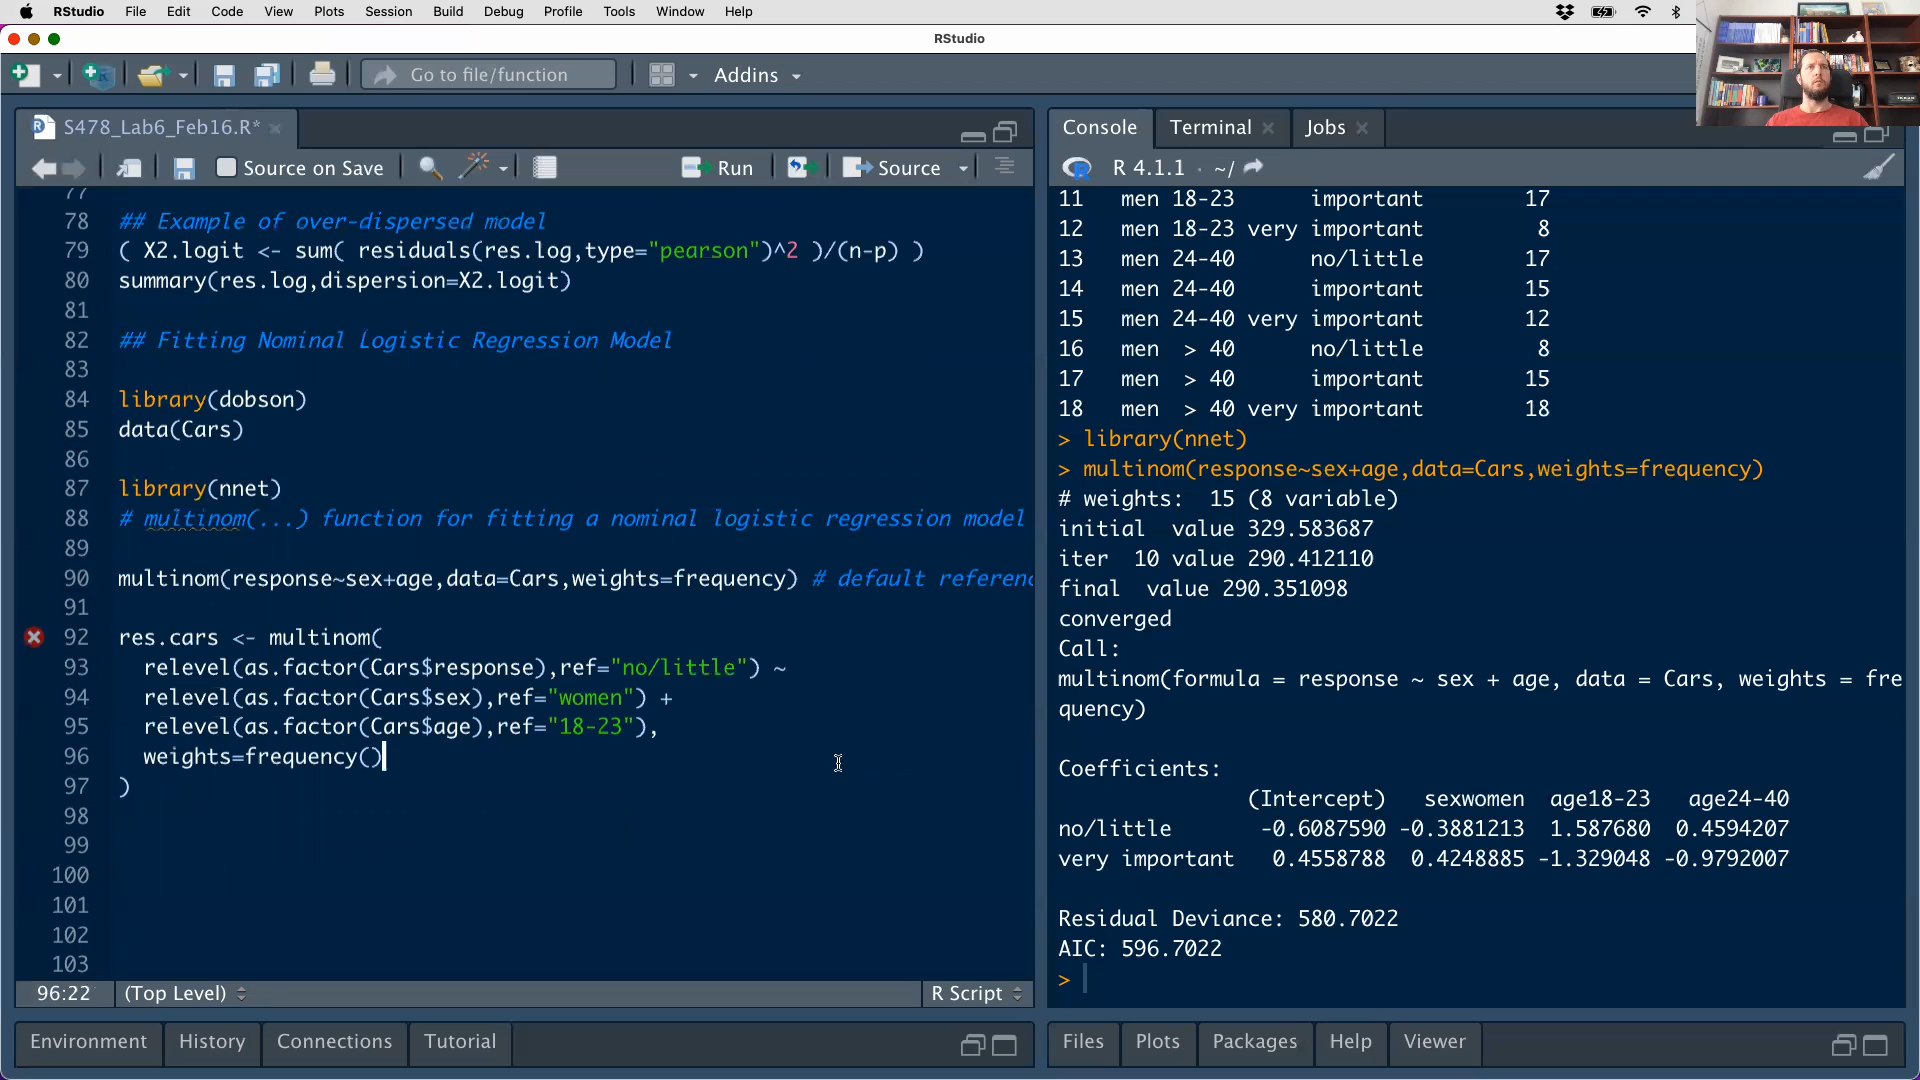 RStudio File Edit Code View Plots Session Build Debug Profile Tools Window Help
RStudio
Go to file/function
Addins
S478_Lab6_Feb16.R*
Source on Save
Run
Source
77
78 ## Example of over-dispersed model
79 ( X2.logit <- sum( residuals(res.log,type="pearson")^2 )/(n-p) )
80 summary(res.log,dispersion=X2.logit)
81
82 ## Fitting Nominal Logistic Regression Model
83
84 library(dobson)
85 data(Cars)
86
87 library(nnet)
88 # multinom(...) function for fitting a nominal logistic regression model
89
90 multinom(response~sex+age,data=Cars,weights=frequency) # default referenc
91
92 res.cars <- multinom(
93 relevel(as.factor(Cars$response),ref="no/little") ~
94 relevel(as.factor(Cars$sex),ref="women") +
95 relevel(as.factor(Cars$age),ref="18-23"),
96 weights=frequency()
97 )
98
99
100
101
102
103
96:22 (Top Level) R Script
Environment History Connections Tutorial
Console Terminal Jobs
R 4.1.1 · ~/
11 men 18-23 important 17
12 men 18-23 very important 8
13 men 24-40 no/little 17
14 men 24-40 important 15
15 men 24-40 very important 12
16 men > 40 no/little 8
17 men > 40 important 15
18 men > 40 very important 18
> library(nnet)
> multinom(response~sex+age,data=Cars,weights=frequency)
# weights: 15 (8 variable)
initial value 329.583687
iter 10 value 290.412110
final value 290.351098
converged
Call:
multinom(formula = response ~ sex + age, data = Cars, weights = fre
quency)
Coefficients:
(Intercept) sexwomen age18-23 age24-40
no/little -0.6087590 -0.3881213 1.587680 0.4594207
very important 0.4558788 0.4248885 -1.329048 -0.9792007
Residual Deviance: 580.7022
AIC: 596.7022
>
Files Plots Packages Help Viewer